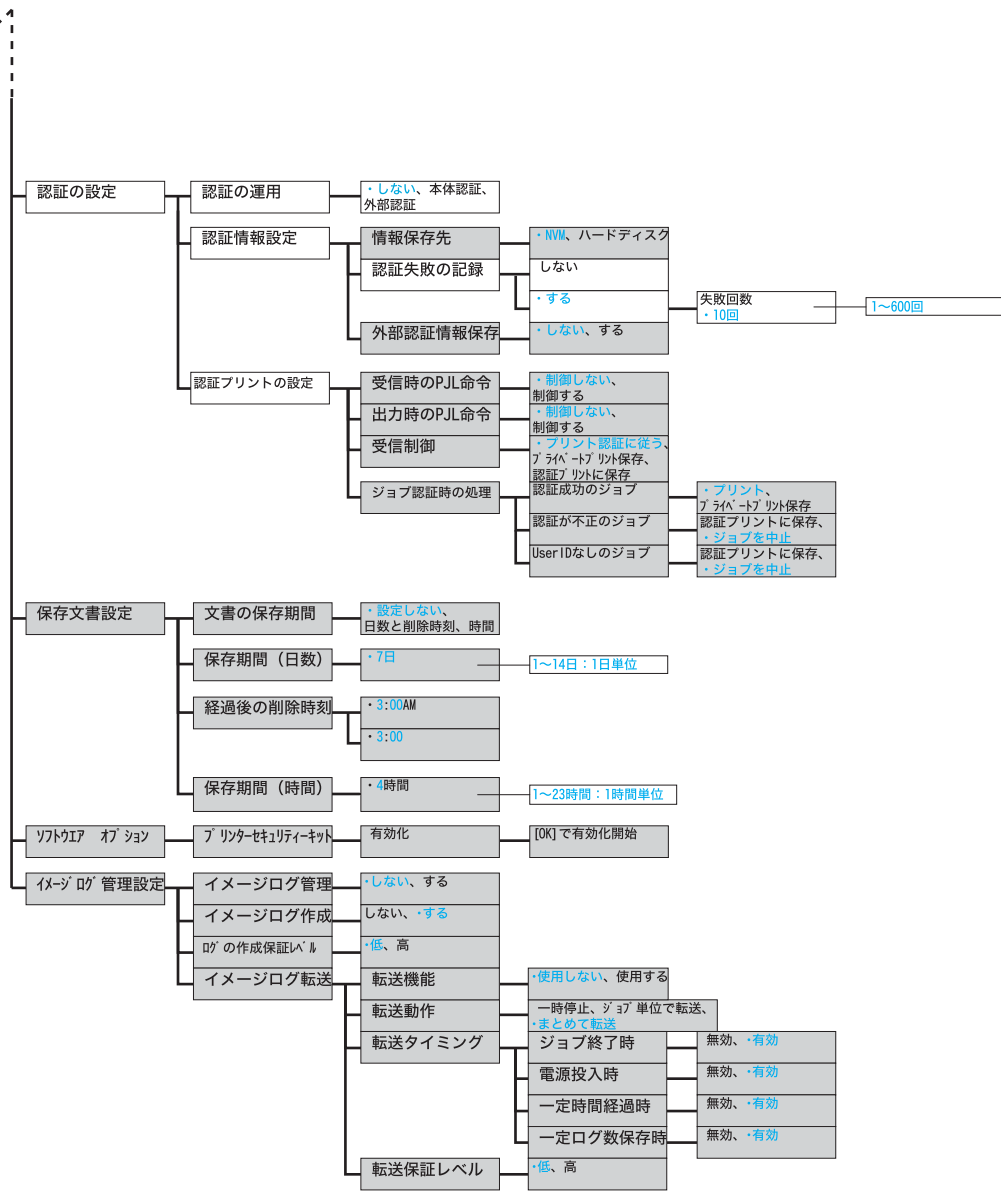 認証の設定
認証の運用
・しない、本体認証、
外部認証
認証情報設定
情報保存先
・NVM、ハードディスク
認証失敗の記録
しない
・する
失敗回数
・10回
1～600回
外部認証情報保存
・しない、する
認証プリントの設定
受信時のPJL命令
・制御しない、
制御する
出力時のPJL命令
・制御しない、
制御する
受信制御
・プリント認証に従う、
プライベートプリント保存、
認証プリントに保存
ジョブ認証時の処理
認証成功のジョブ
・プリント、
プライベートプリント保存
認証が不正のジョブ
認証プリントに保存、
・ジョブを中止
UserIDなしのジョブ
認証プリントに保存、
・ジョブを中止
保存文書設定
文書の保存期間
・設定しない、
日数と削除時刻、時間
保存期間（日数）
・7日
1～14日：1日単位
経過後の削除時刻
・3:00AM
・3:00
保存期間（時間）
・4時間
1～23時間：1時間単位
ソフトウエア　オプション
プリンターセキュリティーキット
有効化
[OK]で有効化開始
イメージログ管理設定
イメージログ管理
・しない、する
イメージログ作成
しない、・する
ログの作成保証レベル
・低、高
イメージログ転送
転送機能
・使用しない、使用する
転送動作
一時停止、ジョブ単位で転送、
・まとめて転送
転送タイミング
ジョブ終了時
無効、・有効
電源投入時
無効、・有効
一定時間経過時
無効、・有効
一定ログ数保存時
無効、・有効
転送保証レベル
・低、高